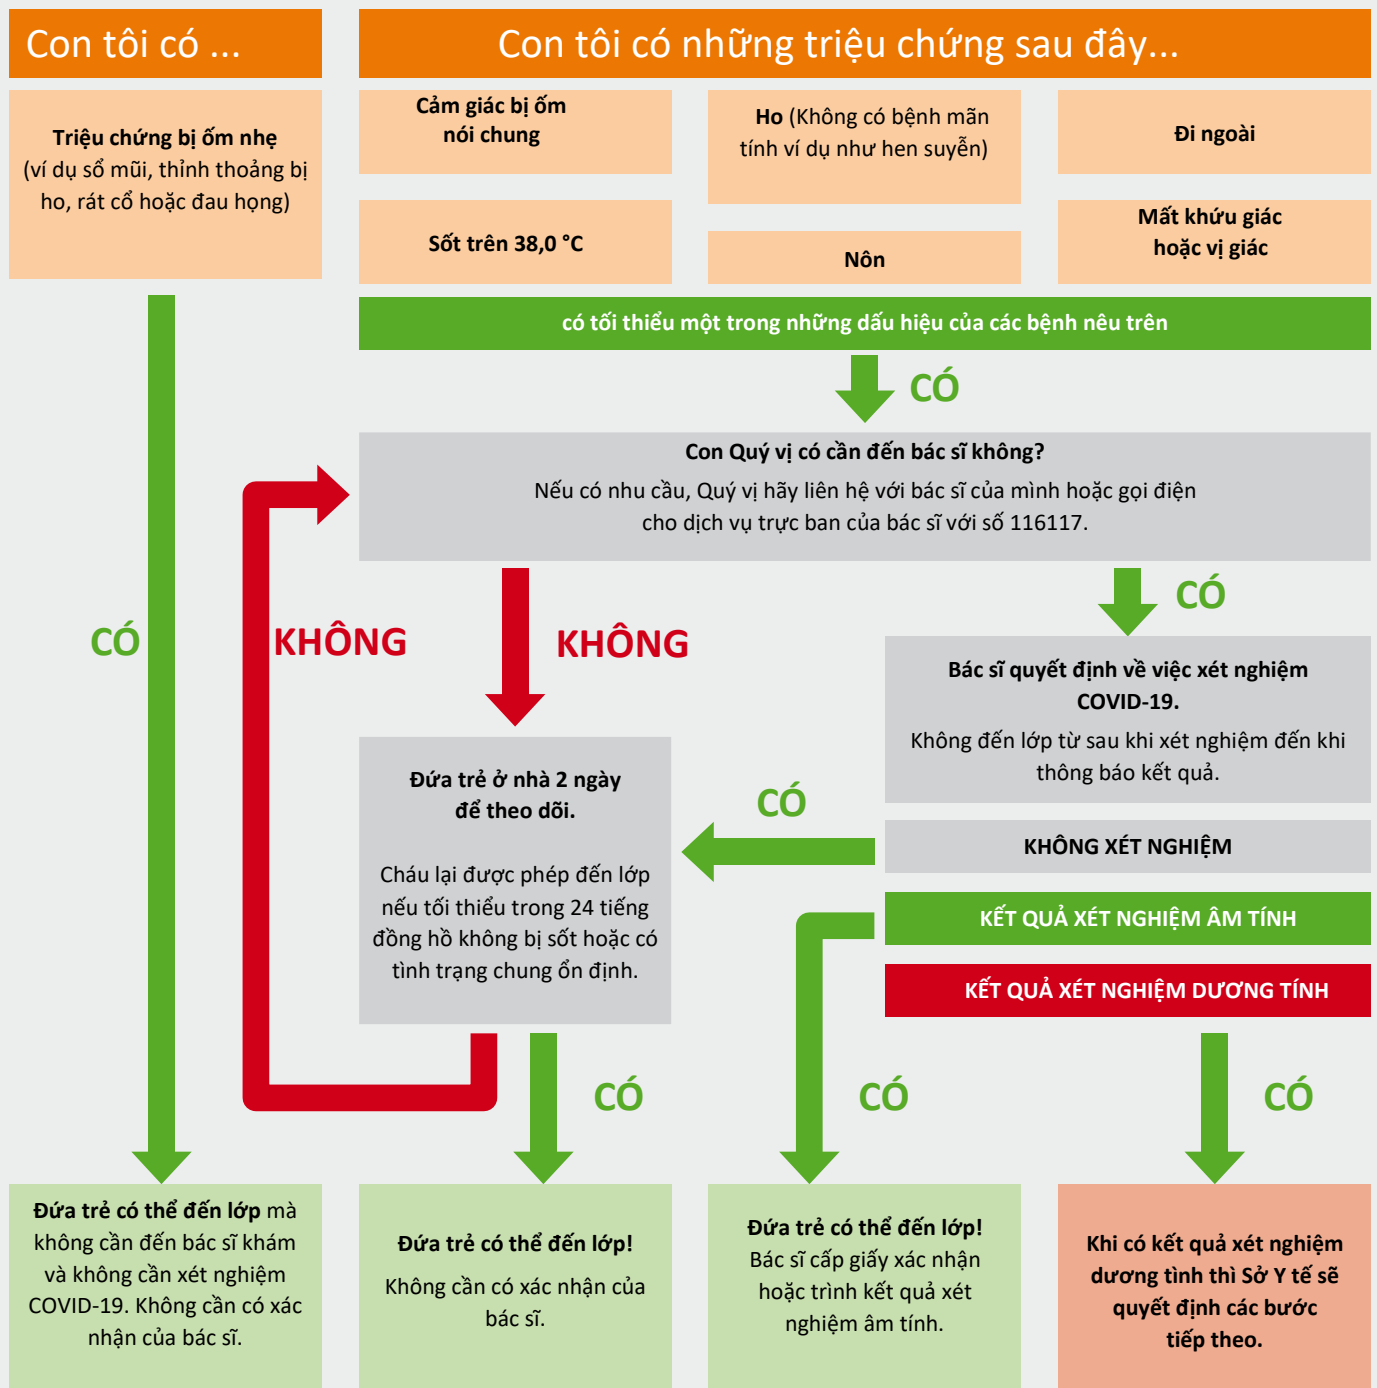 Con tôi có ...
Con tôi có những triệu chứng sau đây...
Triệu chứng bị ốm nhẹ
(ví dụ sổ mũi, thỉnh thoảng bị
ho, rát cổ hoặc đau họng)
Cảm giác bị ốm
nói chung
Ho (Không có bệnh mãn
tính ví dụ như hen suyễn)
Đi ngoài
Sốt trên 38,0 °C
Nôn
Mất khứu giác
hoặc vị giác
có tối thiểu một trong những dấu hiệu của các bệnh nêu trên
CÓ
Con Quý vị có cần đến bác sĩ không?
Nếu có nhu cầu, Quý vị hãy liên hệ với bác sĩ của mình hoặc gọi điện
cho dịch vụ trực ban của bác sĩ với số 116117.
CÓ
KHÔNG
KHÔNG
CÓ
Bác sĩ quyết định về việc xét nghiệm
COVID-19.
Không đến lớp từ sau khi xét nghiệm đến khi
thông báo kết quả.
Đứa trẻ ở nhà 2 ngày
để theo dõi.
Cháu lại được phép đến lớp
nếu tối thiểu trong 24 tiếng
đồng hồ không bị sốt hoặc có
tình trạng chung ổn định.
CÓ
KHÔNG XÉT NGHIỆM
KẾT QUẢ XÉT NGHIỆM ÂM TÍNH
KẾT QUẢ XÉT NGHIỆM DƯƠNG TÍNH
CÓ
CÓ
CÓ
Đứa trẻ có thể đến lớp mà
không cần đến bác sĩ khám
và không cần xét nghiệm
COVID-19. Không cần có xác
nhận của bác sĩ.
Đứa trẻ có thể đến lớp!
Không cần có xác nhận của
bác sĩ.
Đứa trẻ có thể đến lớp!
Bác sĩ cấp giấy xác nhận
hoặc trình kết quả xét
nghiệm âm tính.
Khi có kết quả xét nghiệm
dương tình thì Sở Y tế sẽ
quyết định các bước
tiếp theo.